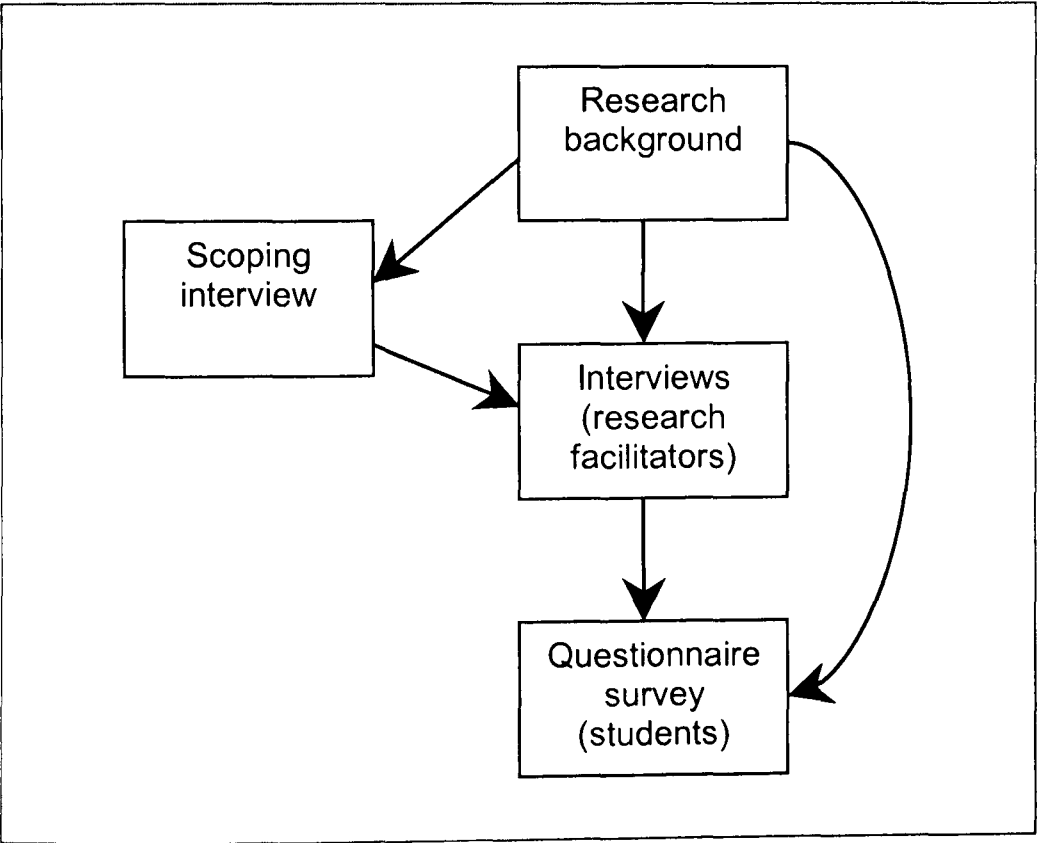 Research
background
Scoping
interview
Interviews
(research
facilitators)
Questionnaire
survey
(students)